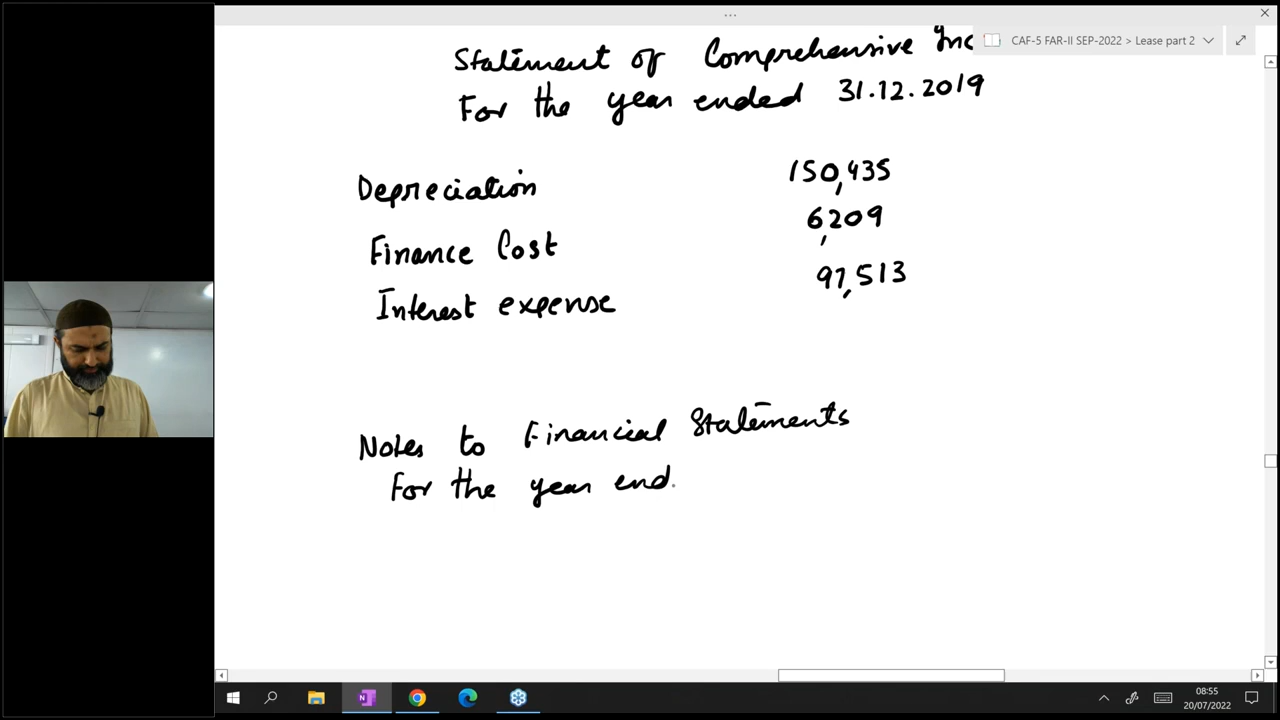 CAF-5 FAR-II SEP-2022 > Lease part 2
Statement of Comprehensive Inc
For the year ended 31.12.2019
Depreciation 150,435
Finance Cost 6,209
Interest expense 97,513
Notes to Financial Statements
For the year end
08:55
20/07/2022